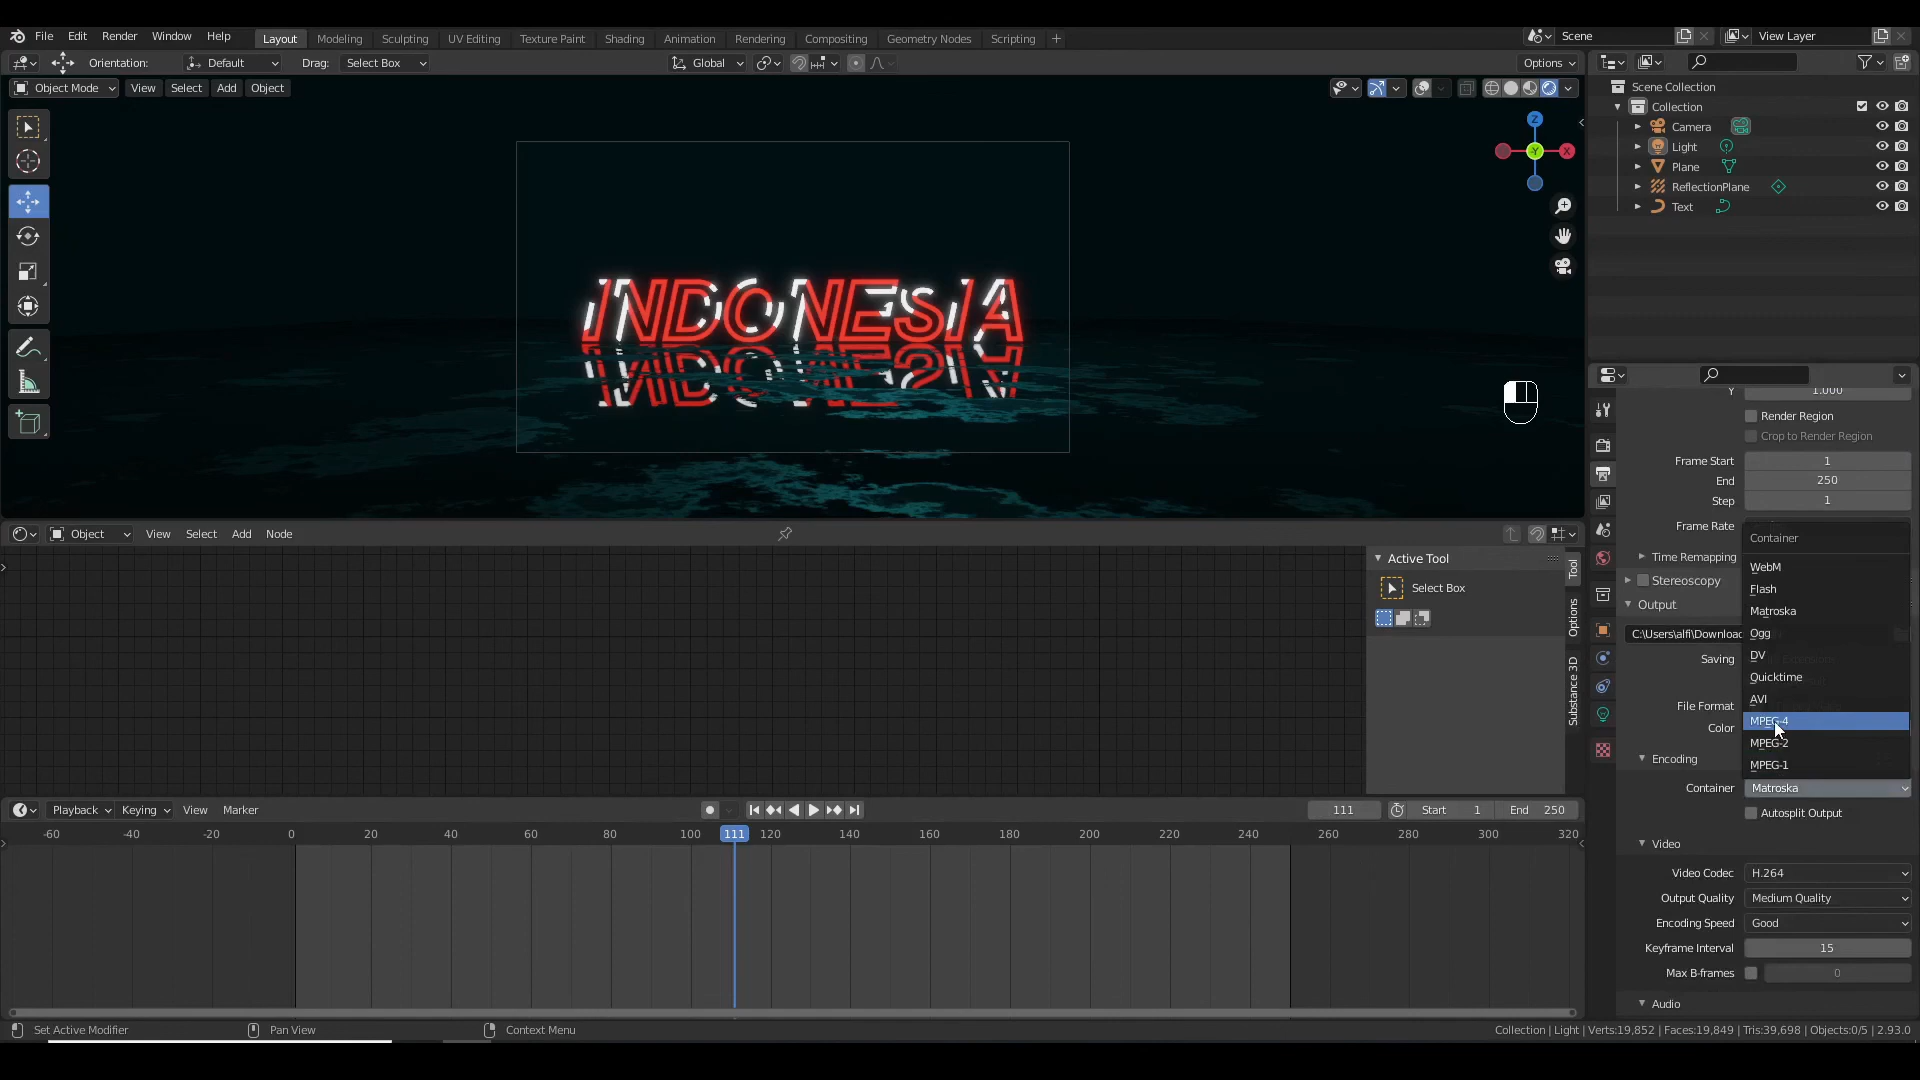 File Edit Render Window Help Layout Modeling Sculpting UV Editing Texture Paint Shading Animation Rendering Compositing Geometry Nodes Scripting + Scene View Layer
Orientation: Default Drag: Select Box Global Options
Object Mode View Select Add Object
Scene Collection
Collection
Camera
Light
Plane
ReflectionPlane
Text
Z
-Y
X
INDONEsIA
Y 1.000
Render Region
Crop to Render Region
Frame Start 1
End 250
Step 1
Frame Rate
Container
Time Remapping
WebM
Stereoscopy
Flash
Output
Matroska
C:\Users\alfi\Downloac
Ogg
Saving
DV
Quicktime
File Format
AVI
Color
MPEG-4
MPEG-2
Encoding
MPEG-1
Container Matroska
Autosplit Output
Video
Video Codec H.264
Output Quality Medium Quality
Encoding Speed Good
Keyframe Interval 15
Max B-frames 0
Audio
Object View Select Add Node
Active Tool
Select Box
Tool
Options
Substance 3D
Playback Keying View Marker 111 Start 1 End 250
-60 -40 -20 0 20 40 60 80 100 111 120 140 160 180 200 220 240 260 280 300 320
Set Active Modifier Pan View Context Menu Collection | Light | Verts:19,852 | Faces:19,849 | Tris:39,698 | Objects:0/5 | 2.93.0